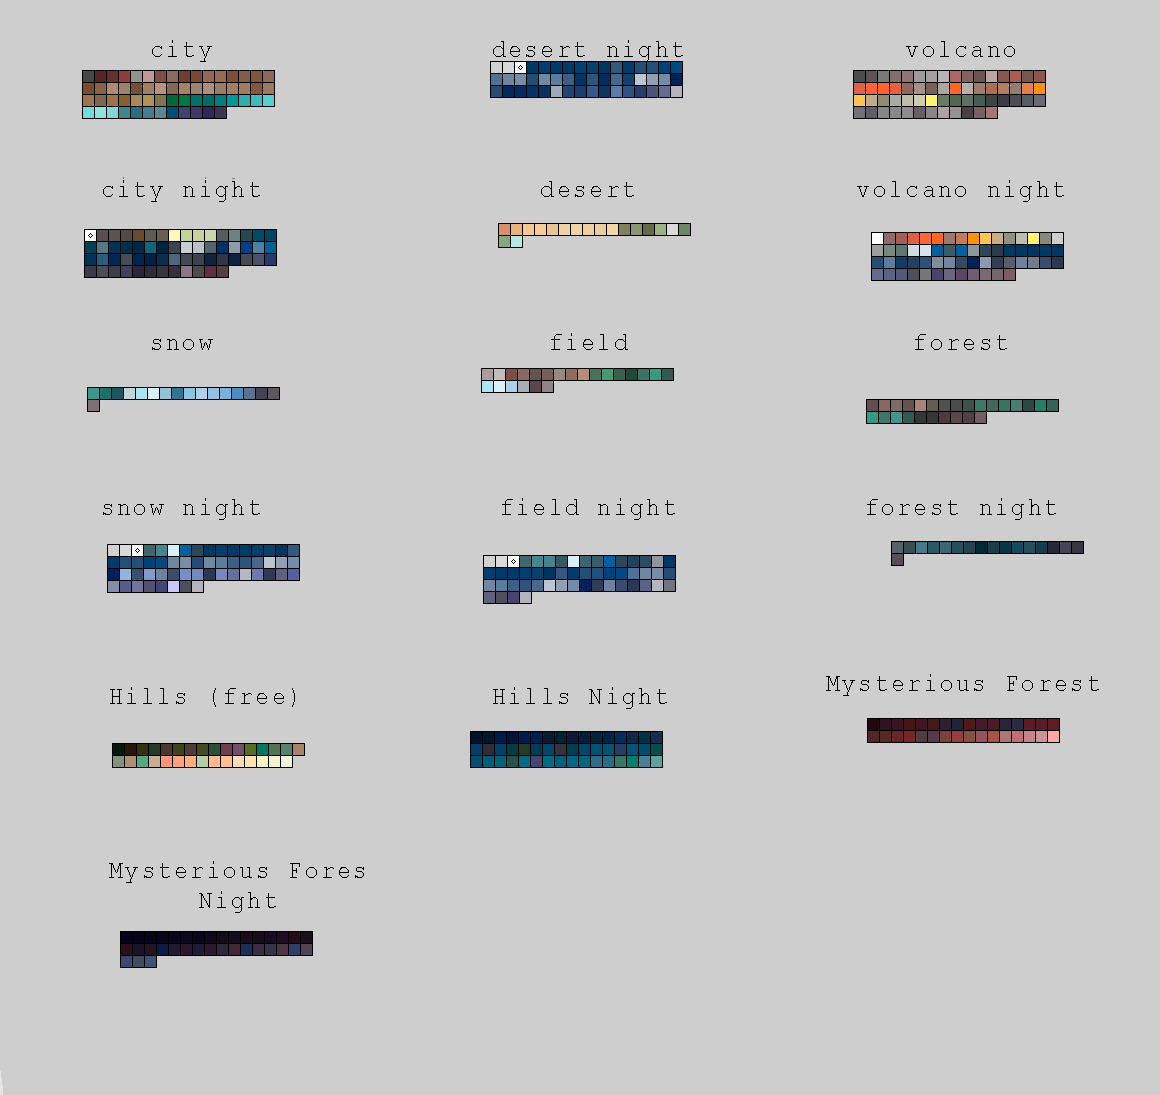 city
desert night
volcano
city night
desert
volcano night
snow
field
forest
snow night
field night
forest night
Hills (free)
Hills Night
Mysterious Forest
Mysterious Fores
Night